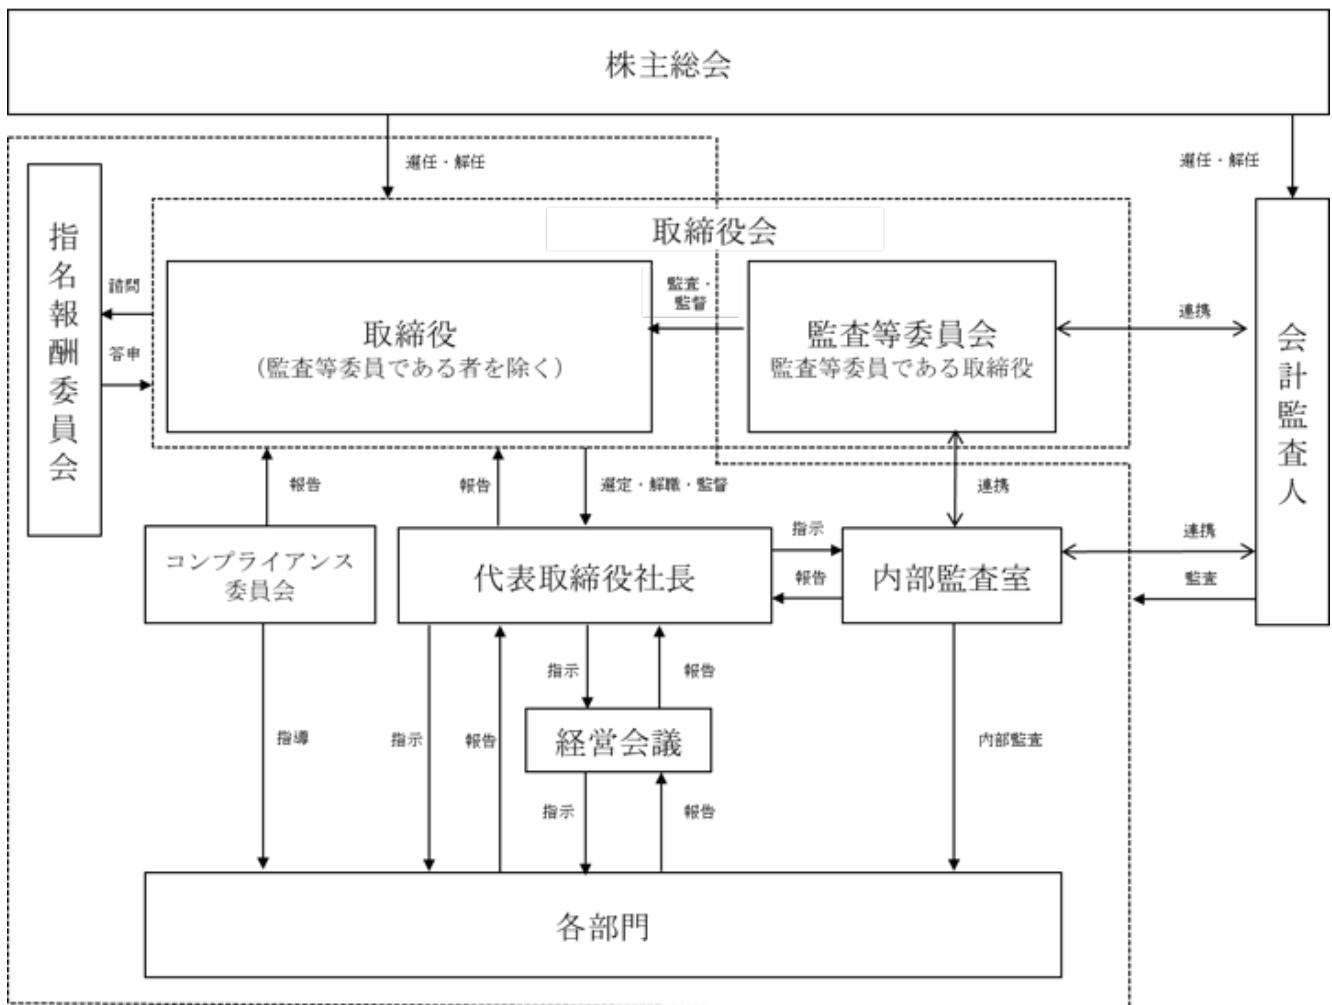 株主総会
選任・解任
選任・解任
取締役会
指名報酬委員会
諮問
答申
取締役
（監査等委員である者を除く）
監査・
監督
監査等委員会
監査等委員である取締役
連携
会計監査人
報告
報告
選定・解職・監督
連携
コンプライアンス
委員会
代表取締役社長
指示
報告
内部監査室
連携
監査
指示
報告
経営会議
指導
指示
報告
内部監査
指示
報告
各部門